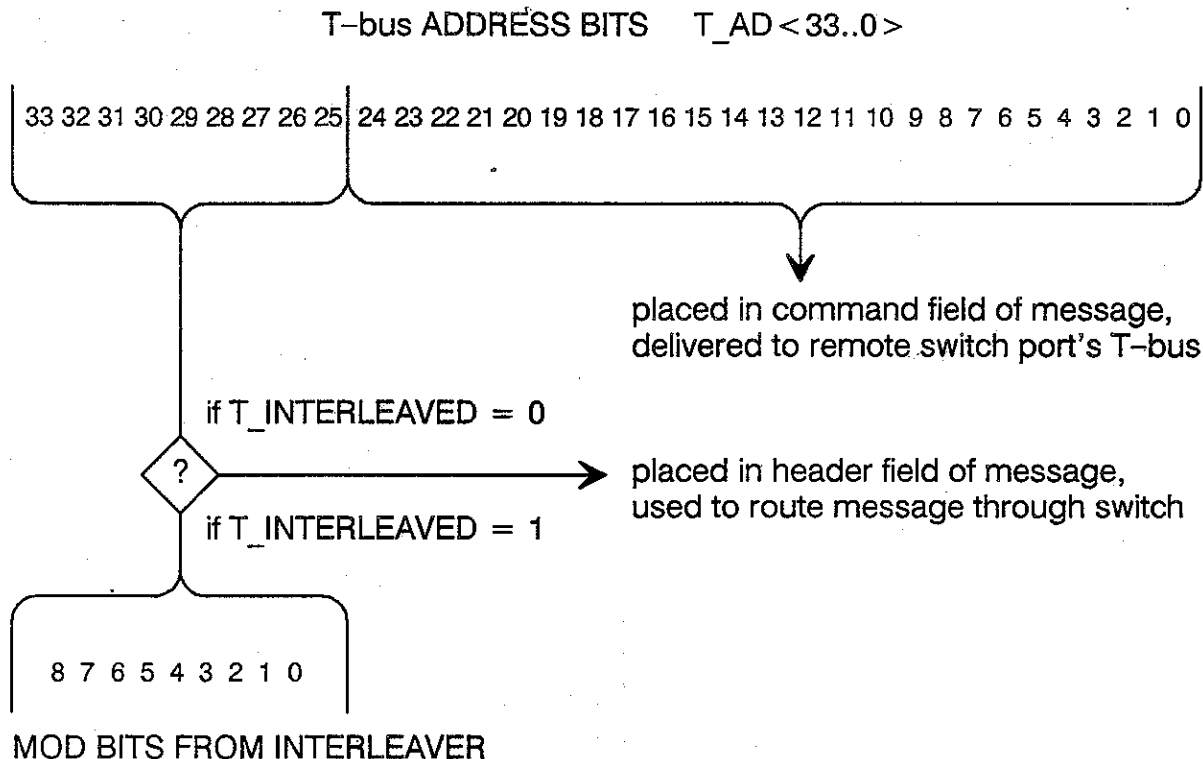 T-bus ADDRESS BITS T_AD<33..0>
33 32 31 30 29 28 27 26 25 24 23 22 21 20 19 18 17 16 15 14 13 12 11 10 9 8 7 6 5 4 3 2 1 0
placed in command field of message,
delivered to remote switch port's T-bus
if T_INTERLEAVED = 0
?
placed in header field of message,
used to route message through switch
if T_INTERLEAVED = 1
8 7 6 5 4 3 2 1 0
MOD BITS FROM INTERLEAVER